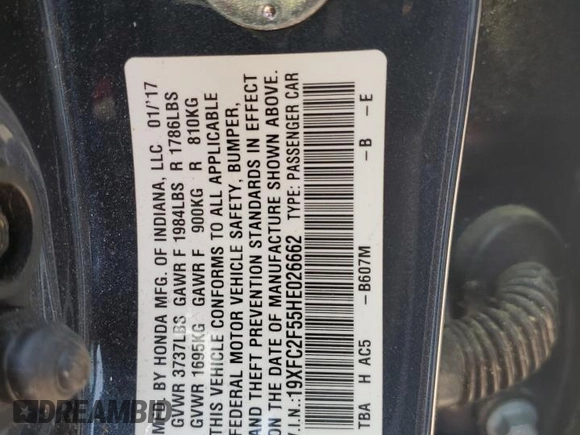 MFD. BY HONDA MFG. OF INDIANA, LLC 01/'17
GVWR 3737LBS GAWR F 1984LBS R 1786LBS
GVWR 1695KG GAWR F 900KG R 810KG
THIS VEHICLE CONFORMS TO ALL APPLICABLE
FEDERAL MOTOR VEHICLE SAFETY, BUMPER,
AND THEFT PREVENTION STANDARDS IN EFFECT
ON THE DATE OF MANUFACTURE SHOWN ABOVE.
V.I.N.:19XFC2F55HE026662 TYPE: PASSENGER CAR
TBA H AC5 -B607M -B -E
DREAMBID